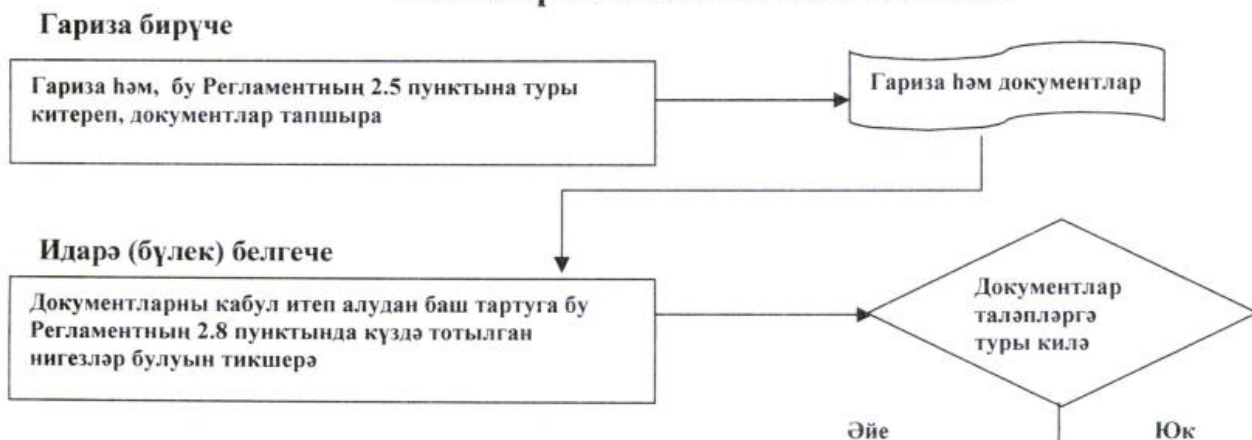 Гариза бирүче
Гариза һәм, бу Регламентның 2.5 пунктына туры
китереп, документлар тапшыра
Гариза һәм документлар
Идарә (бүлек) белгече
Документларны кабул итеп алудан баш тартуга бу
Регламентның 2.8 пунктында күздә тотылган
нигезләр булуын тикшерә
Документлар
таләпләргә
туры килә
Әйе
Юк